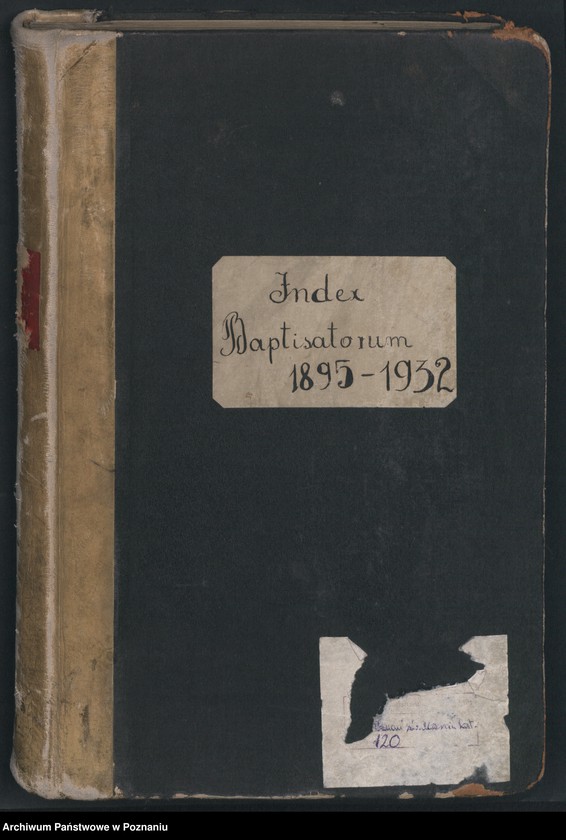 Index
Baptisatorum
1895-1932
120
Archiwum Państwowe w Poznaniu